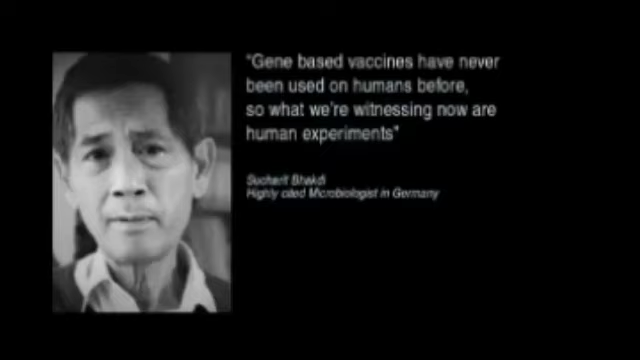 "Gene based vaccines have never
been used on humans before,
so what we're witnessing now are
human experiments"
Sucharit Bhakdi
Highly cited Microbiologist in Germany